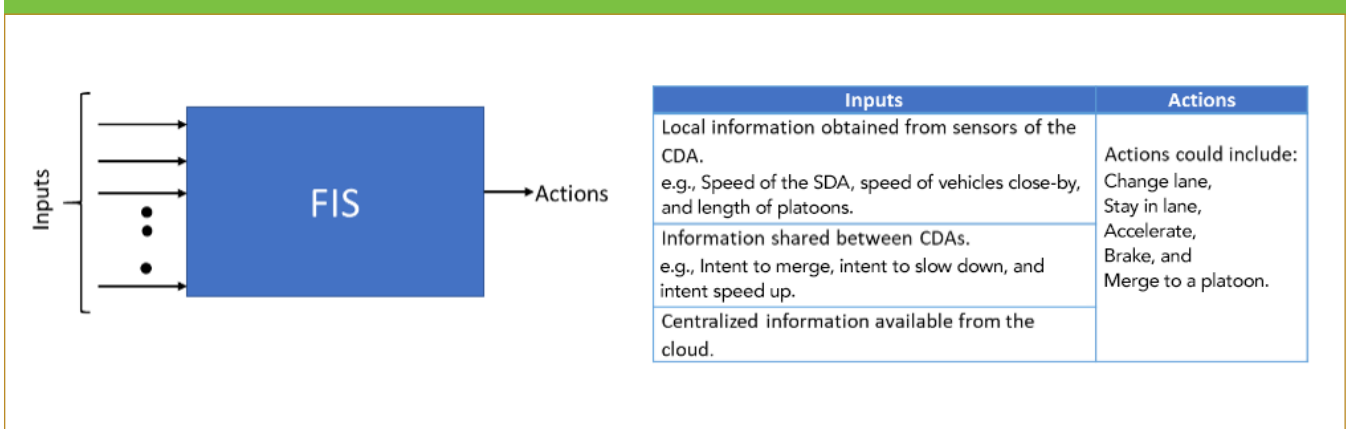 Inputs
FIS
Actions
Inputs
Actions
Local information obtained from sensors of the
CDA.
e.g., Speed of the SDA, speed of vehicles close-by,
and length of platoons.
Information shared between CDAs.
e.g., Intent to merge, intent to slow down, and
intent speed up.
Centralized information available from the
cloud.
Actions could include:
Change lane,
Stay in lane,
Accelerate,
Brake, and
Merge to a platoon.